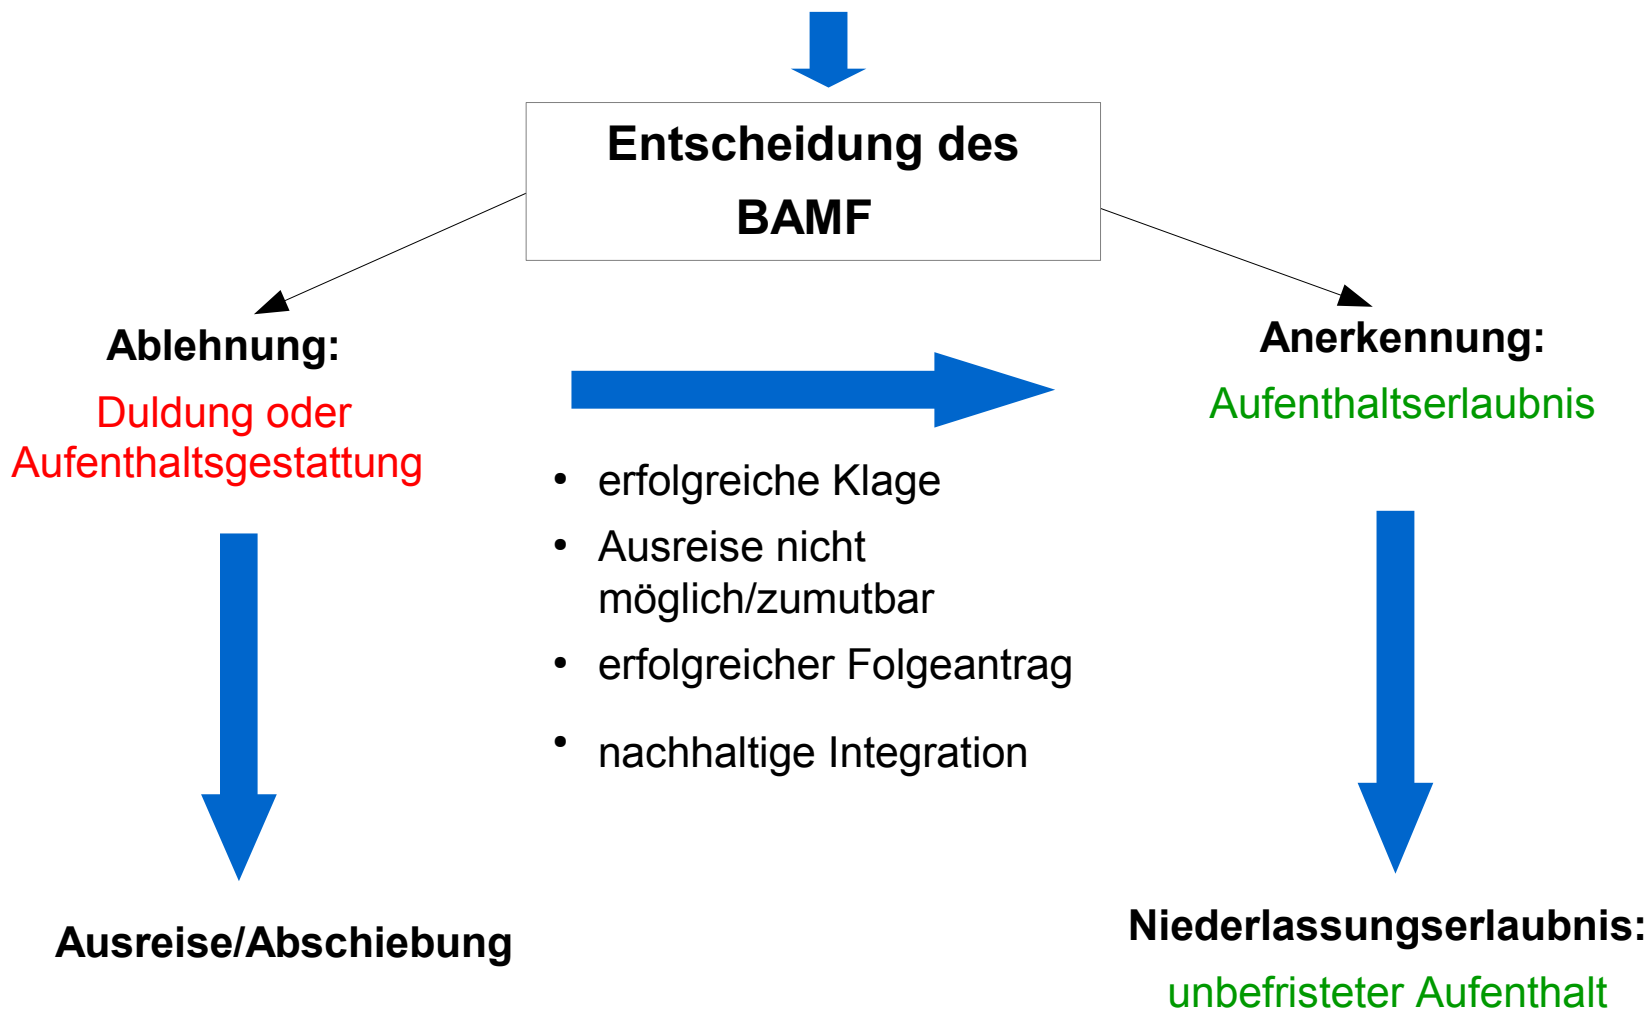 Entscheidung des
BAMF
Ablehnung:
Duldung oder
Aufenthaltsgestattung
Anerkennung:
Aufenthaltserlaubnis
• erfolgreiche Klage
• Ausreise nicht
möglich/zumutbar
• erfolgreicher Folgeantrag
• nachhaltige Integration
Ausreise/Abschiebung
Niederlassungserlaubnis:
unbefristeter Aufenthalt